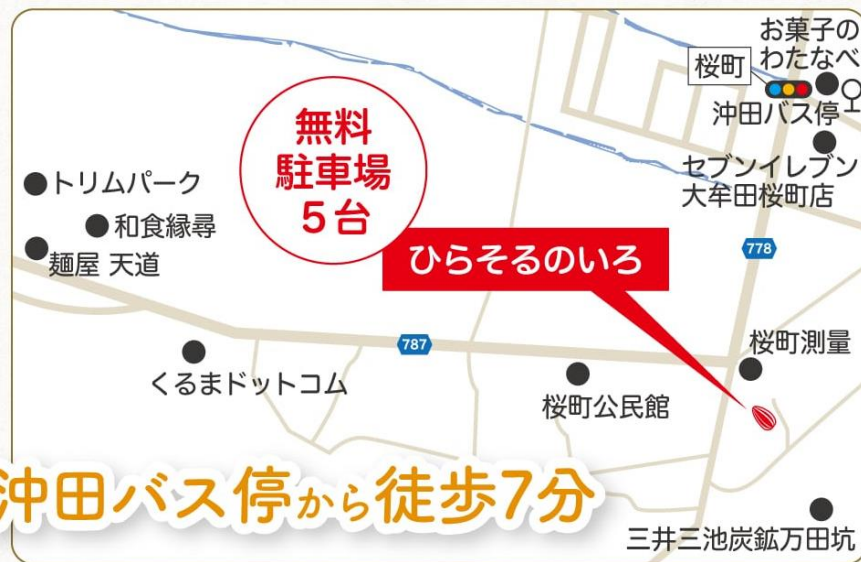 お菓子の
わたなべ
桜町
沖田バス停
セブンイレブン
大牟田桜町店
無料
駐車場
5台
トリムパーク
和食縁尋
麺屋 天道
ひらそるのいろ
778
787
桜町測量
くるまドットコム
桜町公民館
沖田バス停から徒歩7分
三井三池炭鉱万田坑